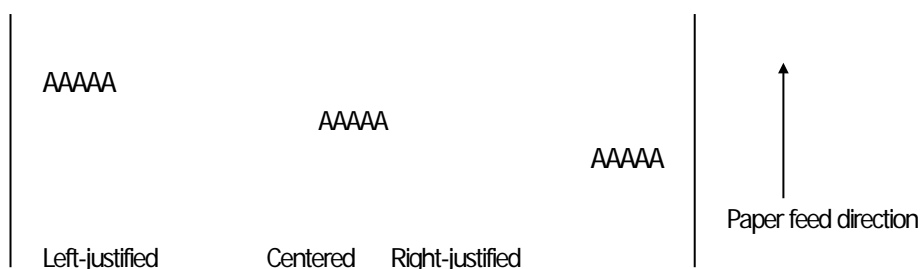 AAAAA
AAAAA
AAAAA
Paper feed direction
Left-justified Centered Right-justified